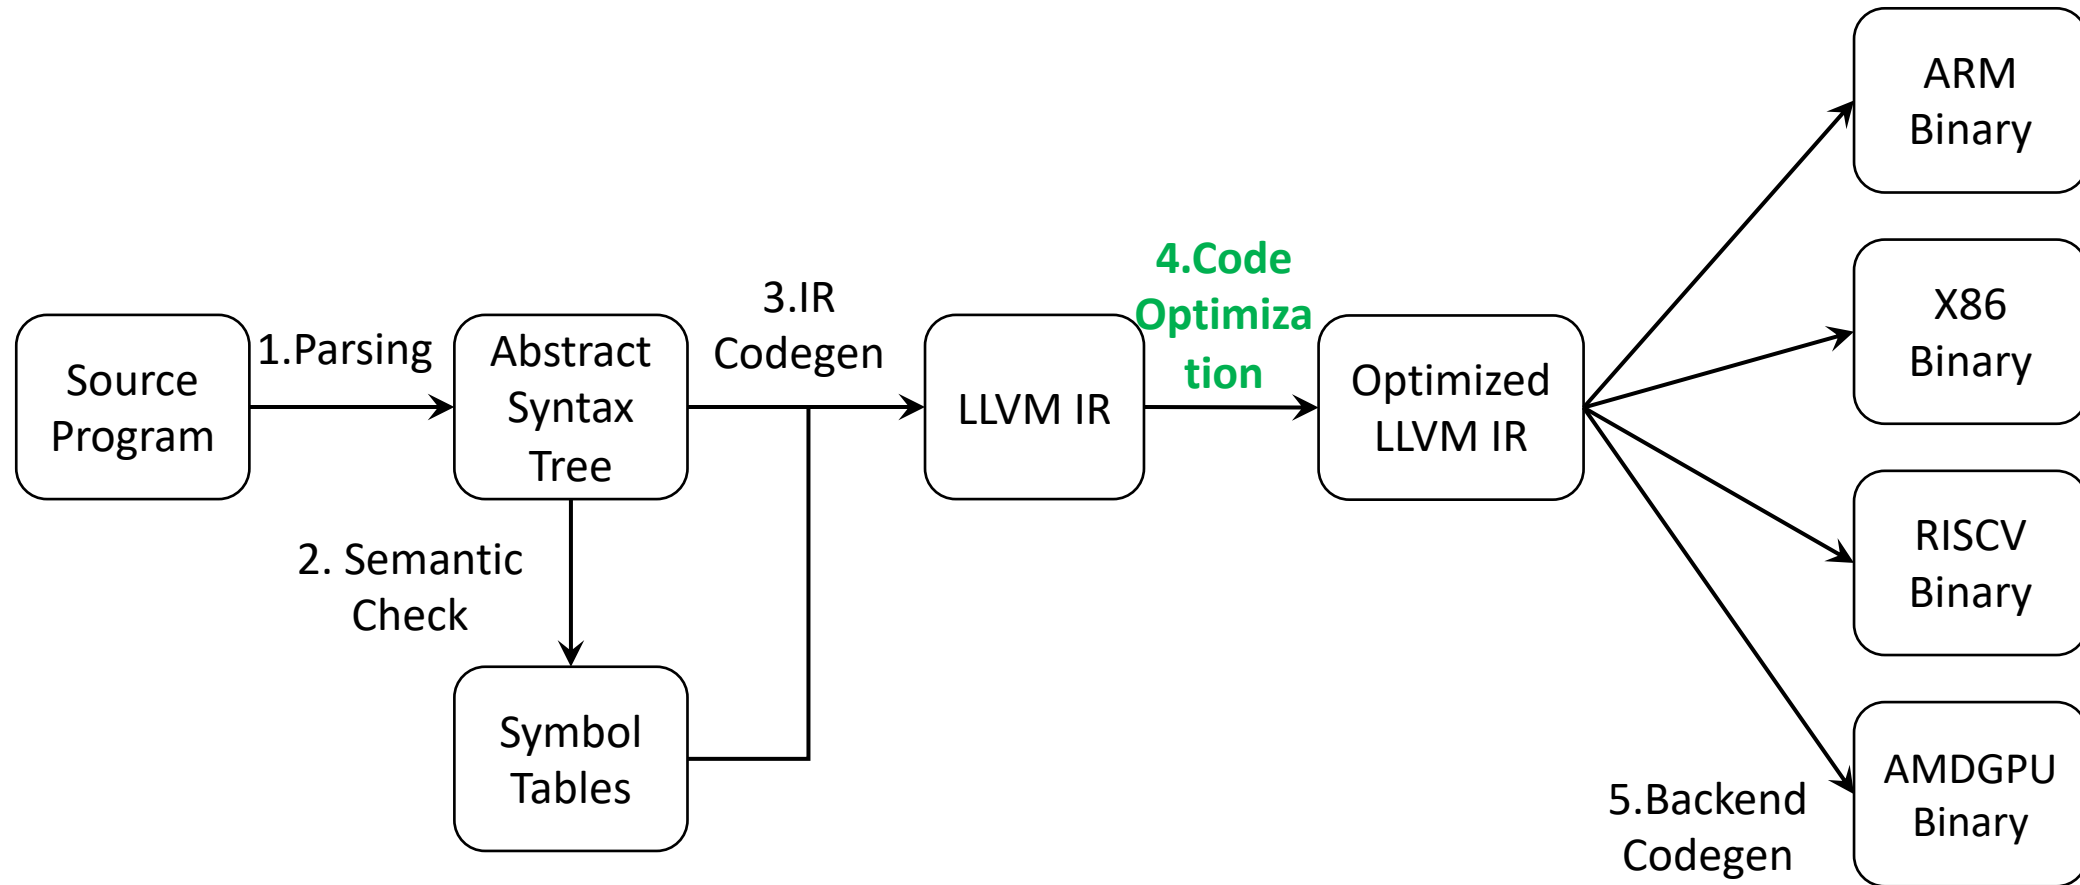 Source
Program
1.Parsing
Abstract
Syntax
Tree
2. Semantic
Check
Symbol
Tables
3.IR
Codegen
LLVM IR
4.Code
Optimiza
tion
Optimized
LLVM IR
5.Backend
Codegen
ARM
Binary
X86
Binary
RISCV
Binary
AMDGPU
Binary